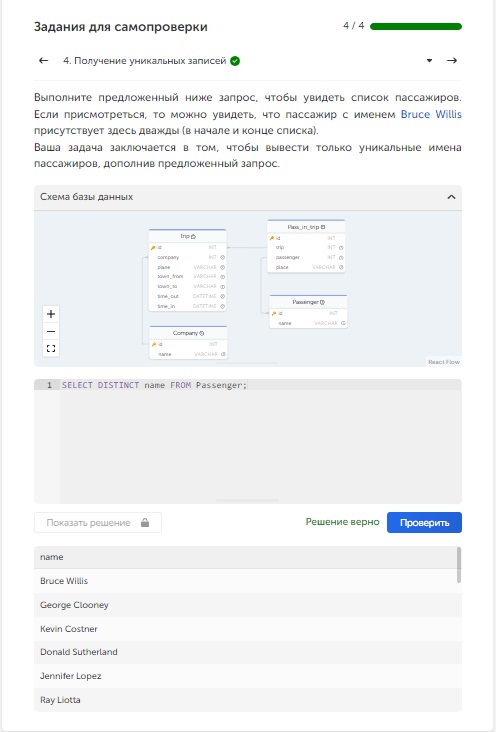 Задания для самопроверки
4 / 4
4. Получение уникальных записей
Выполните предложенный ниже запрос, чтобы увидеть список пассажиров.
Если присмотреться, то можно увидеть, что пассажир с именем Bruce Willis
присутствует здесь дважды (в начале и конце списка).
Ваша задача заключается в том, чтобы вывести только уникальные имена
пассажиров, дополнив предложенный запрос.
Схема базы данных
Trip
id INT
company INT
plane VARCHAR
town_from VARCHAR
town_to VARCHAR
time_out DATETIME
time_in DATETIME
Pass_in_trip
id INT
trip INT
passenger INT
place VARCHAR
Passenger
id INT
name VARCHAR
Company
id INT
name VARCHAR
React Flow
1 SELECT DISTINCT name FROM Passenger;
Показать решение
Решение верно
Проверить
name
Bruce Willis
George Clooney
Kevin Costner
Donald Sutherland
Jennifer Lopez
Ray Liotta